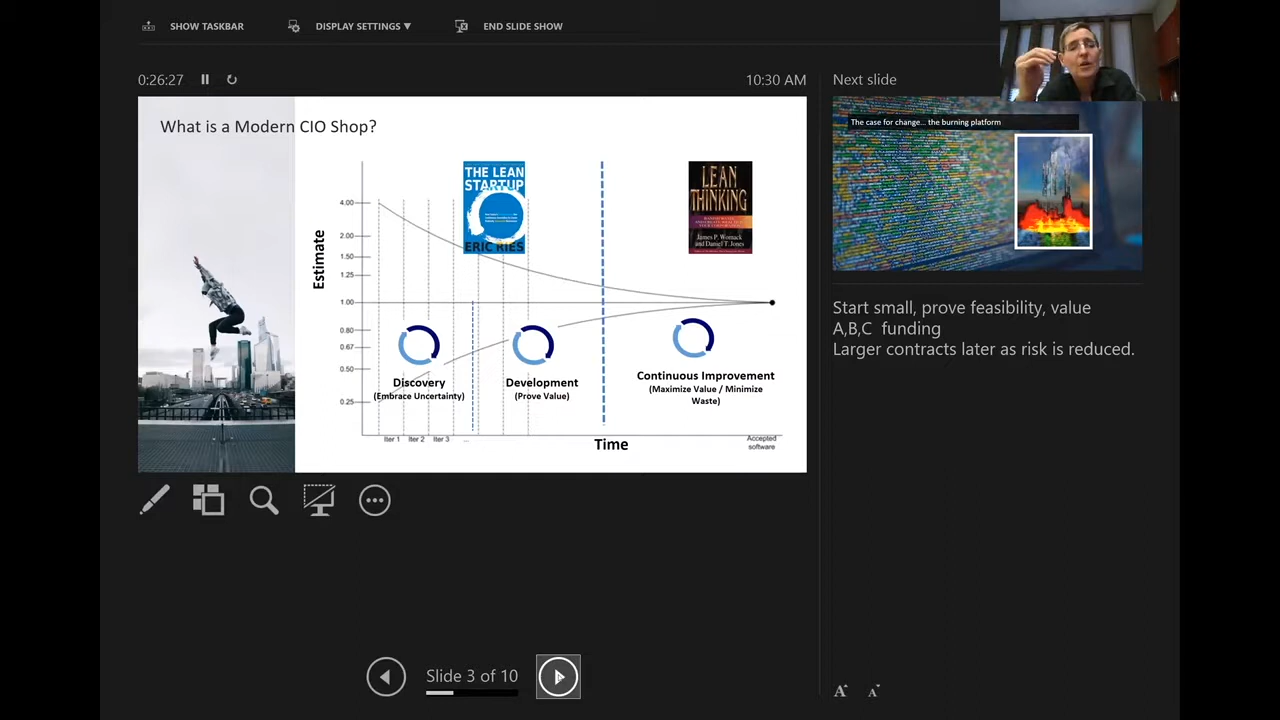 SHOW TASKBAR
DISPLAY SETTINGS ▼
END SLIDE SHOW
0:26:27
10:30 AM
Next slide
What is a Modern CIO Shop?
THE LEAN
STARTUP
ERIC RIES
LEAN
THINKING
James P. Womack
and Daniel T. Jones
Estimate
4.00
2.00
1.50
1.25
1.00
0.80
0.67
0.50
0.25
Discovery
(Embrace Uncertainty)
Development
(Prove Value)
Continuous Improvement
(Maximize Value / Minimize
Waste)
Iter 1
Iter 2
Iter 3
...
Time
Accepted
software
The case for change... the burning platform
Start small, prove feasibility, value
A,B,C funding
Larger contracts later as risk is reduced.
Slide 3 of 10
A
A